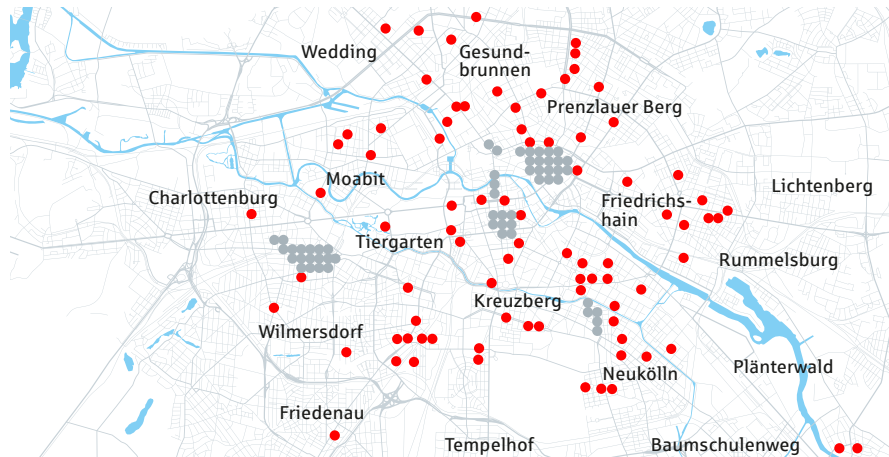 Wedding
Gesund-
brunnen
Prenzlauer Berg
Moabit
Charlottenburg
Friedrichs-
hain
Lichtenberg
Tiergarten
Rummelsburg
Kreuzberg
Wilmersdorf
Plänterwald
Neukölln
Friedenau
Tempelhof
Baumschulenweg